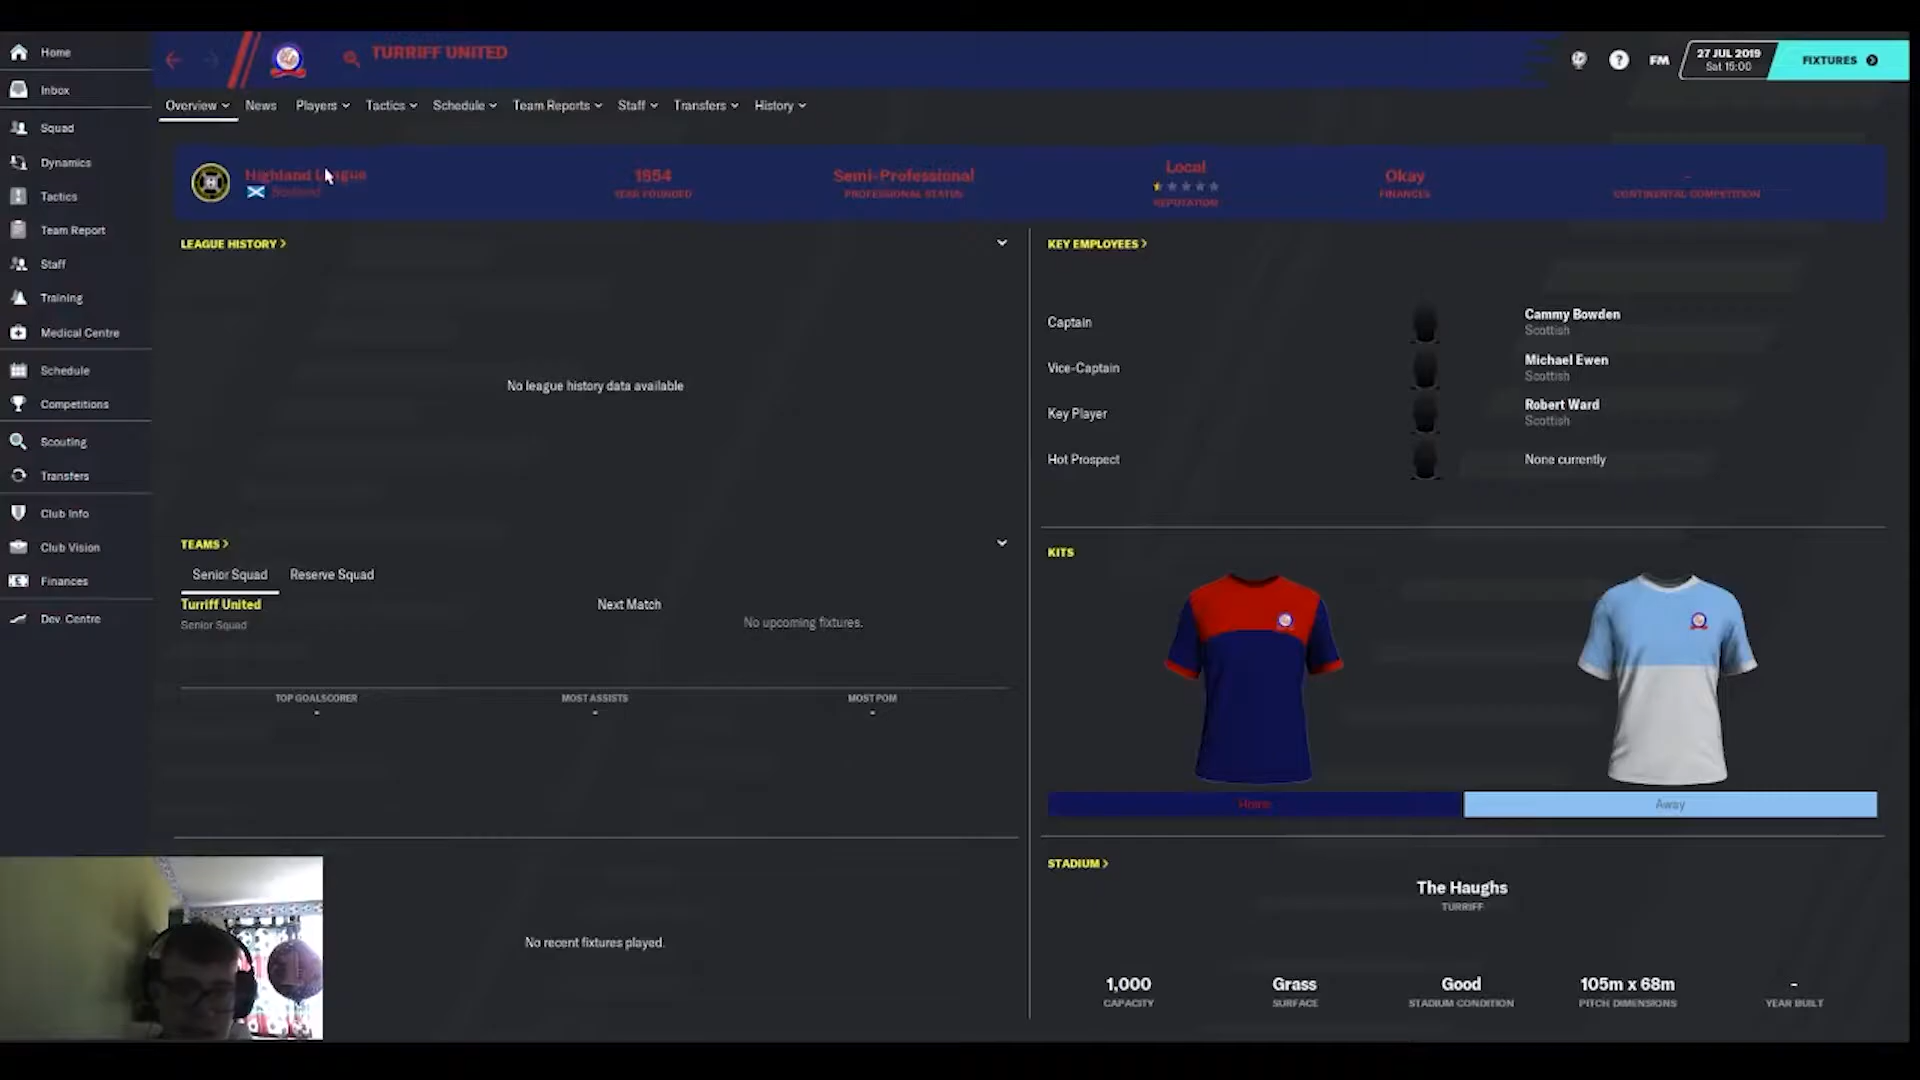 Home
TURRIFF UNITED
?
FM
27 JUL 2019
Sat 15:00
FIXTURES
Inbox
Overview
News
Players
Tactics
Schedule
Team Reports
Staff
Transfers
History
Squad
Dynamics
Tactics
Team Report
Staff
Training
Medical Centre
Schedule
Competitions
Scouting
Transfers
Club Info
Club Vision
Finances
Dev. Centre
Highland League
Scotland
1954
YEAR FOUNDED
Semi-Professional
PROFESSIONAL STATUS
Local
REPUTATION
Okay
FINANCES
-
CONTINENTAL COMPETITION
LEAGUE HISTORY >
No league history data available
KEY EMPLOYEES >
Captain
Cammy Bowden
Scottish
Vice-Captain
Michael Ewen
Scottish
Key Player
Robert Ward
Scottish
Hot Prospect
None currently
TEAMS >
Senior Squad
Reserve Squad
Turriff United
Senior Squad
Next Match
No upcoming fixtures.
TOP GOALSCORER
-
MOST ASSISTS
-
MOST POM
-
No recent fixtures played.
KITS
Home
Away
STADIUM >
The Haughs
TURRIFF
1,000
CAPACITY
Grass
SURFACE
Good
STADIUM CONDITION
105m x 68m
PITCH DIMENSIONS
-
YEAR BUILT